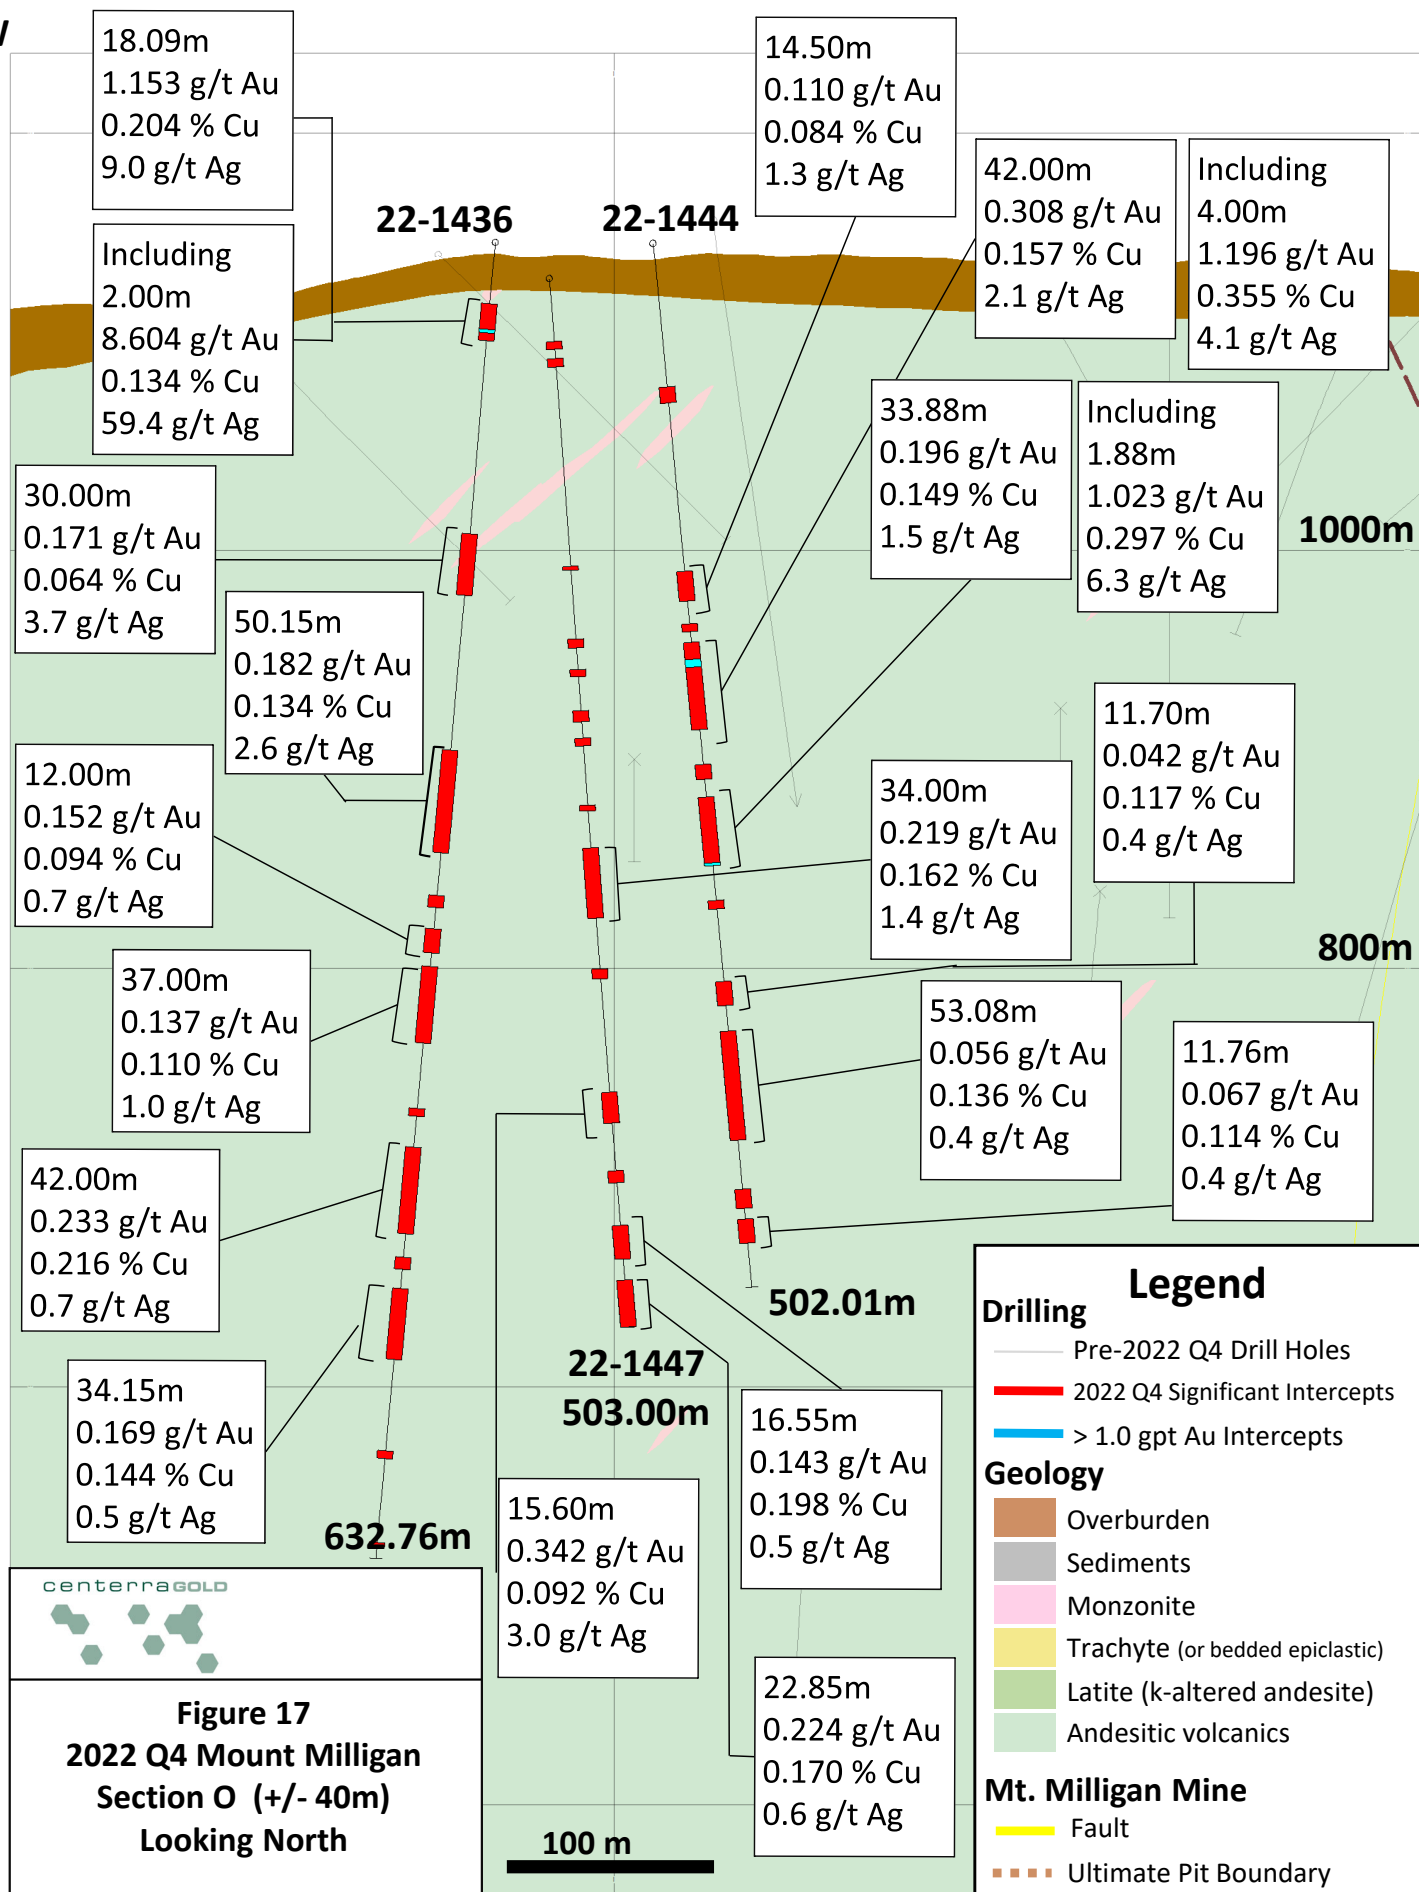 18.09m
1.153 g/t Au
0.204 % Cu
9.0 g/t Ag
Including
2.00m
8.604 g/t Au
0.134 % Cu
59.4 g/t Ag
22-1436
22-1444
14.50m
0.110 g/t Au
0.084 % Cu
1.3 g/t Ag
42.00m
0.308 g/t Au
0.157 % Cu
2.1 g/t Ag
Including
4.00m
1.196 g/t Au
0.355 % Cu
4.1 g/t Ag
33.88m
0.196 g/t Au
0.149 % Cu
1.5 g/t Ag
Including
1.88m
1.023 g/t Au
0.297 % Cu
6.3 g/t Ag
1000m
30.00m
0.171 g/t Au
0.064 % Cu
3.7 g/t Ag
50.15m
0.182 g/t Au
0.134 % Cu
2.6 g/t Ag
12.00m
0.152 g/t Au
0.094 % Cu
0.7 g/t Ag
11.70m
0.042 g/t Au
0.117 % Cu
0.4 g/t Ag
34.00m
0.219 g/t Au
0.162 % Cu
1.4 g/t Ag
800m
37.00m
0.137 g/t Au
0.110 % Cu
1.0 g/t Ag
53.08m
0.056 g/t Au
0.136 % Cu
0.4 g/t Ag
11.76m
0.067 g/t Au
0.114 % Cu
0.4 g/t Ag
42.00m
0.233 g/t Au
0.216 % Cu
0.7 g/t Ag
502.01m
22-1447
503.00m
34.15m
0.169 g/t Au
0.144 % Cu
0.5 g/t Ag
632.76m
16.55m
0.143 g/t Au
0.198 % Cu
0.5 g/t Ag
15.60m
0.342 g/t Au
0.092 % Cu
3.0 g/t Ag
22.85m
0.224 g/t Au
0.170 % Cu
0.6 g/t Ag
centerraGOLD
Figure 17
2022 Q4 Mount Milligan
Section O (+/- 40m)
Looking North
100 m
Legend
Drilling
Pre-2022 Q4 Drill Holes
2022 Q4 Significant Intercepts
> 1.0 gpt Au Intercepts
Geology
Overburden
Sediments
Monzonite
Trachyte (or bedded epiclastic)
Latite (k-altered andesite)
Andesitic volcanics
Mt. Milligan Mine
Fault
Ultimate Pit Boundary